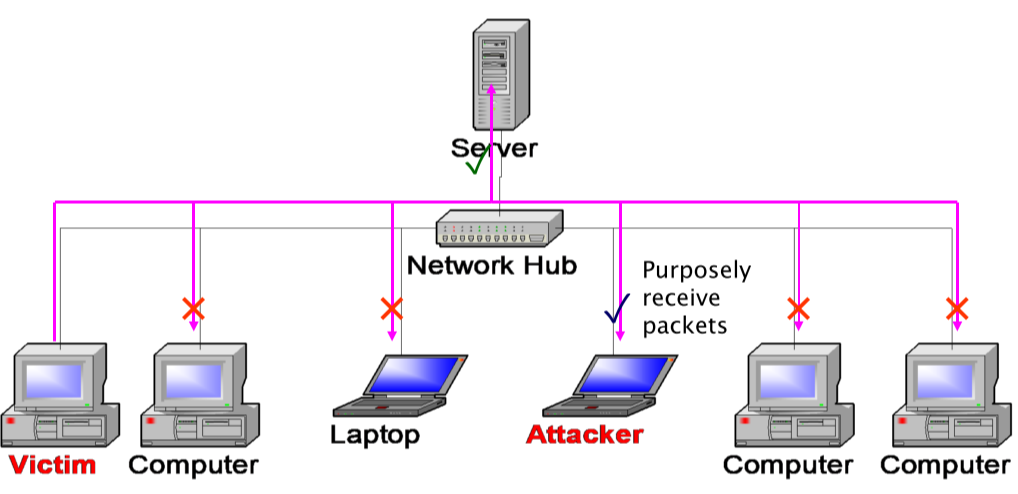 Server
Network Hub
Purposely
receive
packets
Victim
Computer
Laptop
Attacker
Computer
Computer